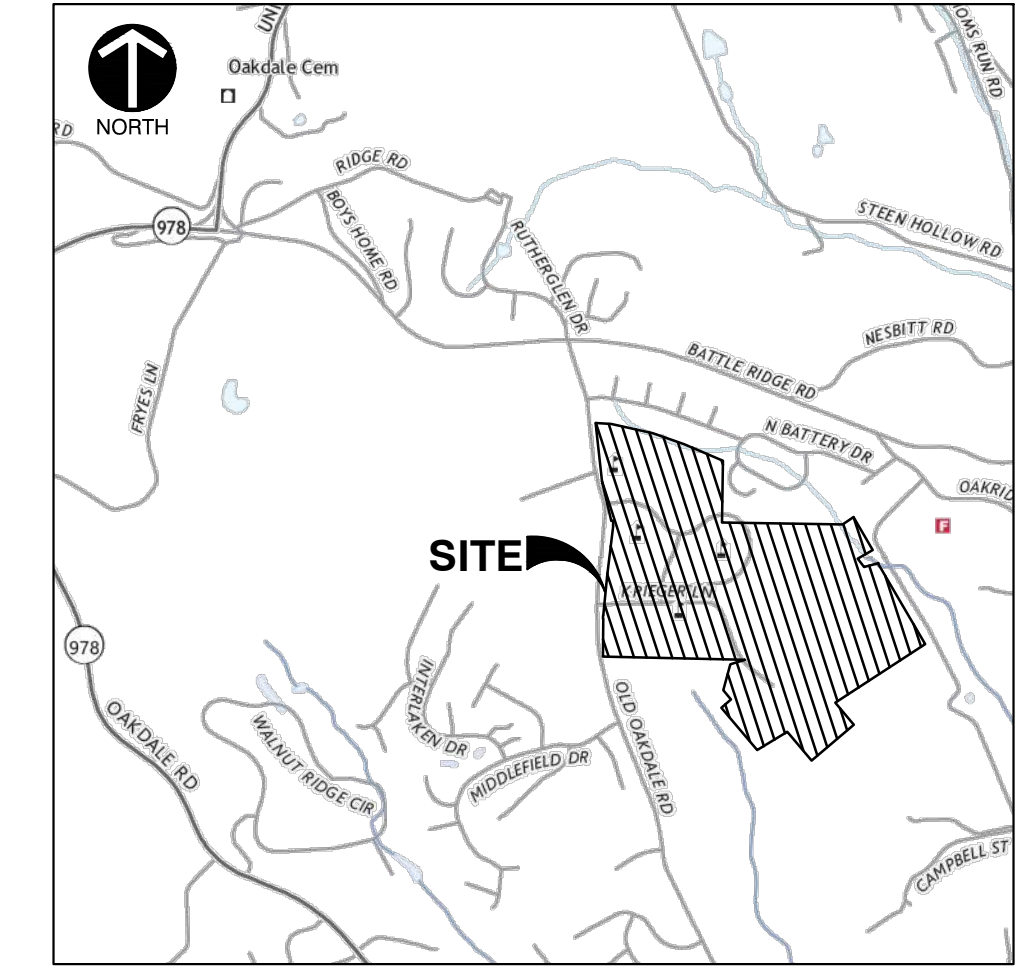 UNI
OMS RUN RD
Oakdale Cem
NORTH
RD
RIDGE RD
BOYS HOME RD
978
STEEN HOLLOW RD
RUTHERGLEN DR
NESBITT RD
BATTLE RIDGE RD
FRYES LN
N BATTERY DR
OAKRID
F
SITE
KRIEGER LN
978
INTERLAKEN DR
OLD OAKDALE RD
OAKDALE RD
WALNUT RIDGE CIR
MIDDLEFIELD DR
CAMPBELL ST